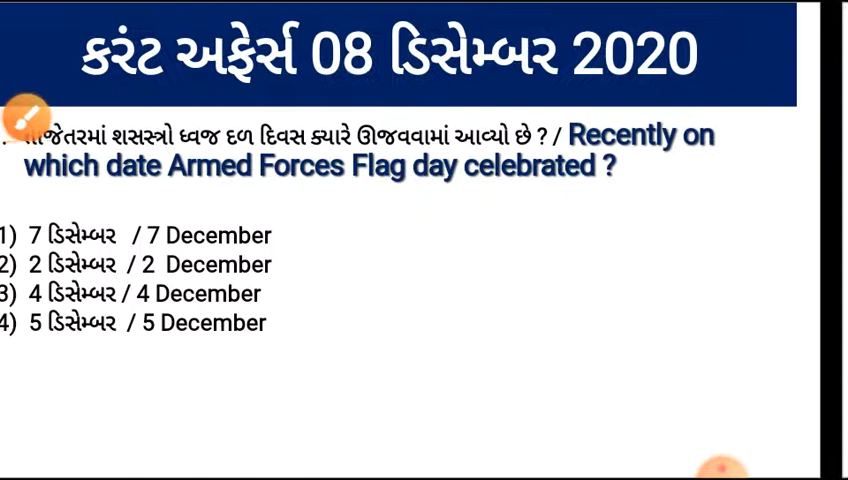 કરંટ અફેર્સ 08 ડિસેમ્બર 2020
શસસ્ત્રો ધ્વજ દળ દિવસ ક્યારે ઊજવવામાં આવ્યો છે ? / Recently on
which date Armed Forces Flag day celebrated ?
1) 7 ડિસેમ્બર / 7 December
2) 2 ડિસેમ્બર / 2 December
3) 4 ડિસેમ્બર / 4 December
4) 5 ડિસેમ્બર / 5 December